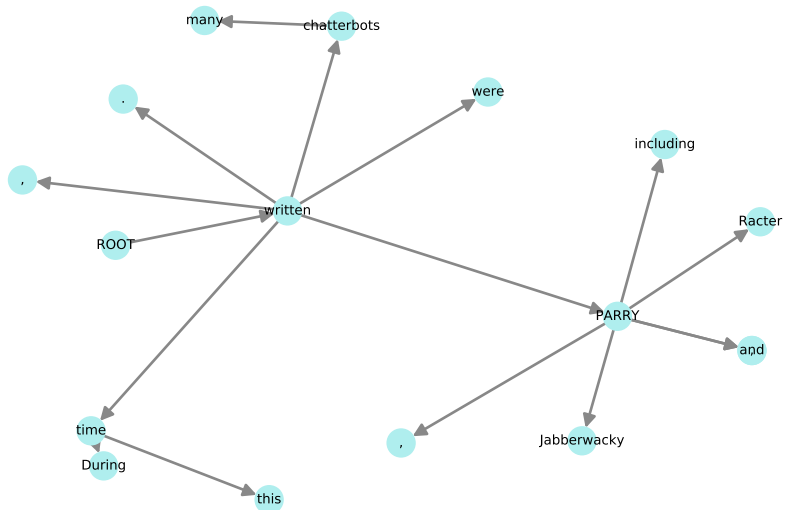 many
chatterbots
.
were
including
,
written
Racter
ROOT
PARRY
and
,
time
,
Jabberwacky
During
this